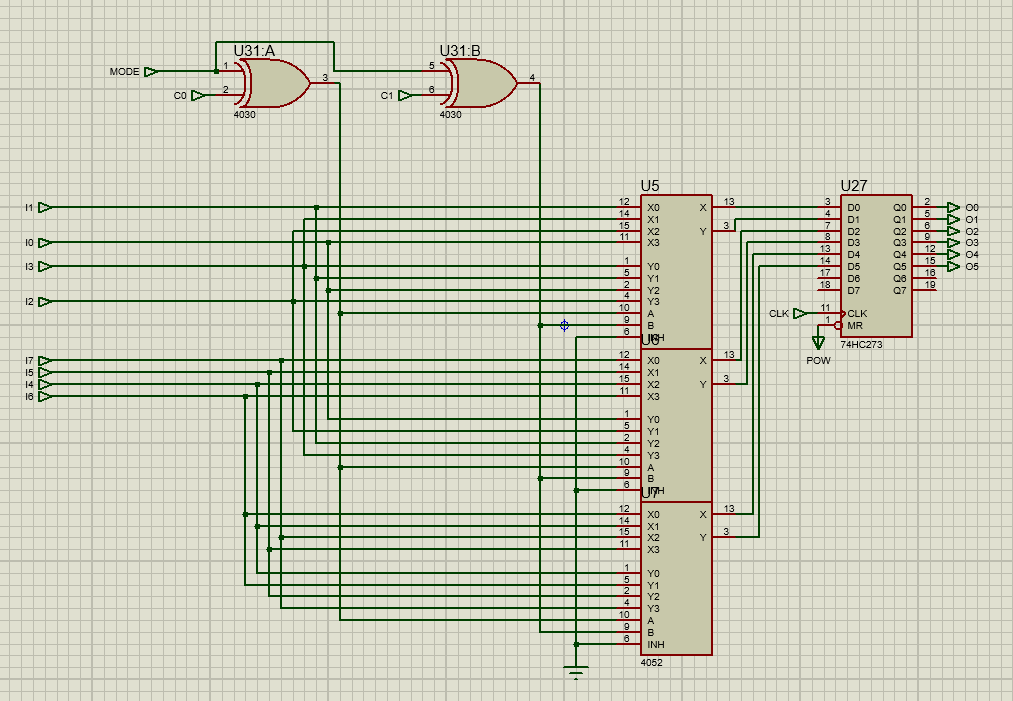 U31:A
U31:B
MODE
1
3
5
4
C0
2
C1
6
4030
4030
U5
U27
I1
12
X0
X
13
3
D0
Q0
2
O0
14
X1
4
D1
Q1
5
O1
15
X2
Y
3
7
D2
Q2
6
O2
I0
11
X3
8
D3
Q3
9
O3
13
D4
Q4
12
O4
I3
1
Y0
14
D5
Q5
15
O5
5
Y1
17
D6
Q6
16
2
Y2
18
D7
Q7
19
I2
4
Y3
10
A
CLK
11
CLK
9
B
1
MR
6
INH
U6
74HC273
I7
12
X0
X
13
POW
I5
14
X1
I4
15
X2
Y
3
I6
11
X3
1
Y0
5
Y1
2
Y2
4
Y3
10
A
9
B
6
INH
U7
12
X0
X
13
14
X1
15
X2
Y
3
11
X3
1
Y0
5
Y1
2
Y2
4
Y3
10
A
9
B
6
INH
4052